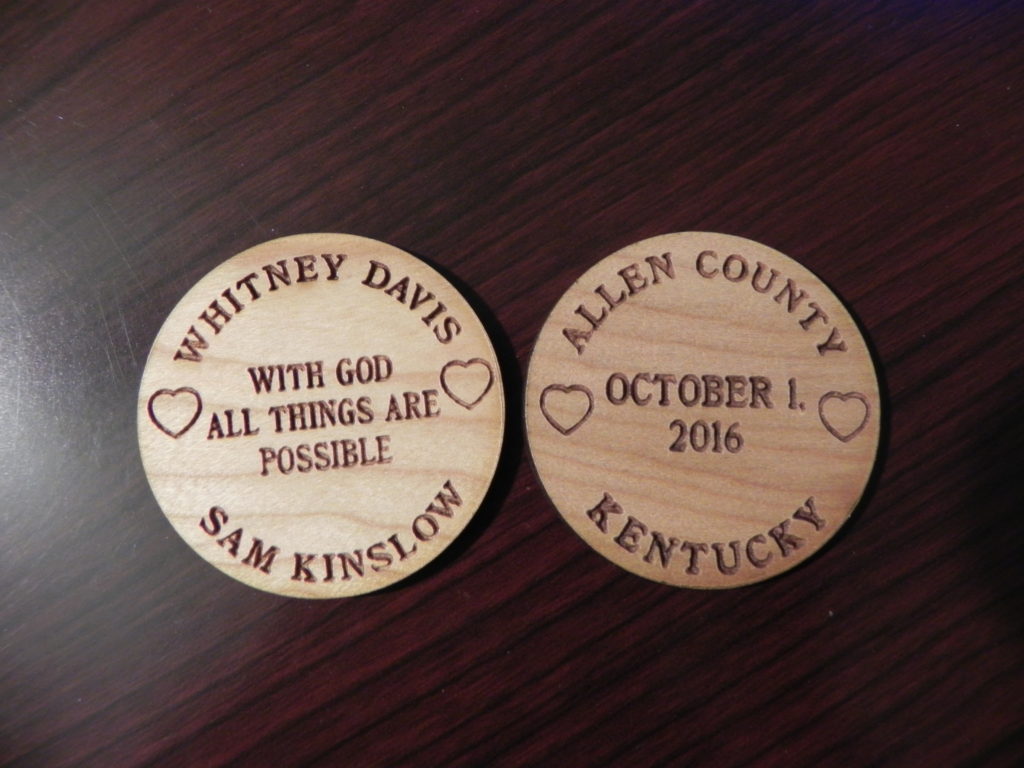 WHITNEY DAVIS
WITH GOD
ALL THINGS ARE
POSSIBLE
SAM KINSLOW
ALLEN COUNTY
OCTOBER 1,
2016
KENTUCKY